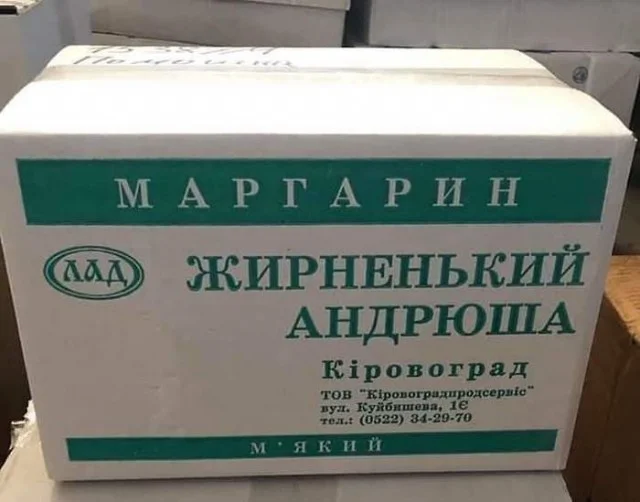 МАРГАРИН
ЛАД
ЖИРНЕНЬКИЙ
АНДРЮША
Кіровоград
ТОВ "Кіровоградпродсервіс"
вул. Куйбишева, 1Є
тел.: (0522) 34-29-70
М'ЯКИЙ